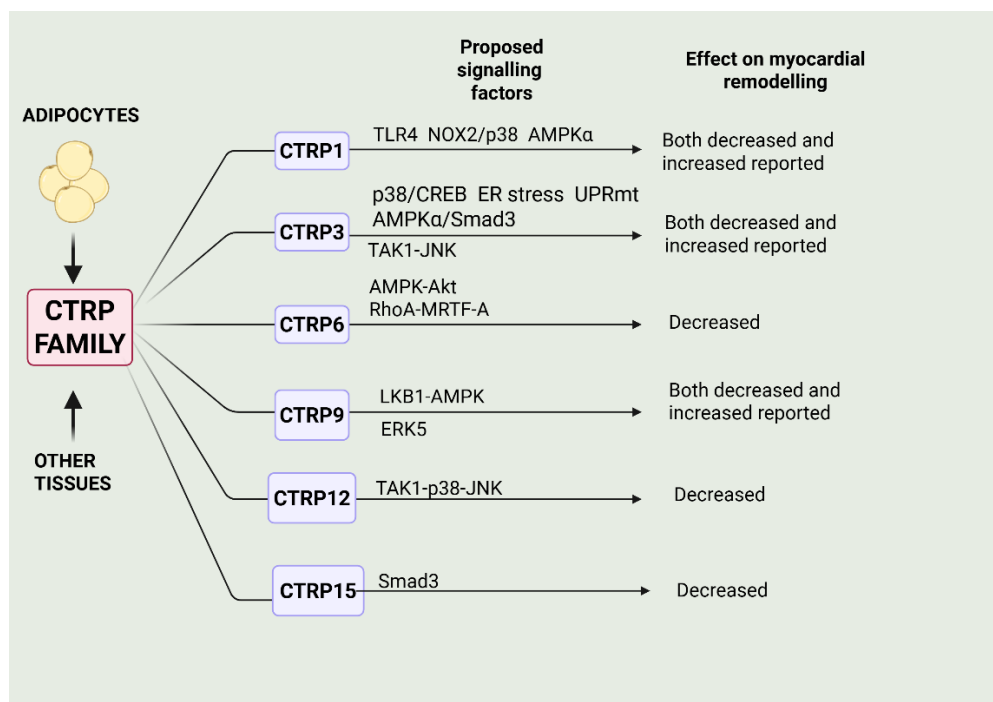 Proposed
signalling
factors
Effect on myocardial
remodelling
ADIPOCYTES
CTRP
FAMILY
OTHER
TISSUES
CTRP1
TLR4 NOX2/p38 AMPKα
Both decreased and
increased reported
CTRP3
p38/CREB ER stress UPRmt
AMPKα/Smad3
TAK1-JNK
Both decreased and
increased reported
CTRP6
AMPK-Akt
RhoA-MRTF-A
Decreased
CTRP9
LKB1-AMPK
ERK5
Both decreased and
increased reported
CTRP12
TAK1-p38-JNK
Decreased
CTRP15
Smad3
Decreased